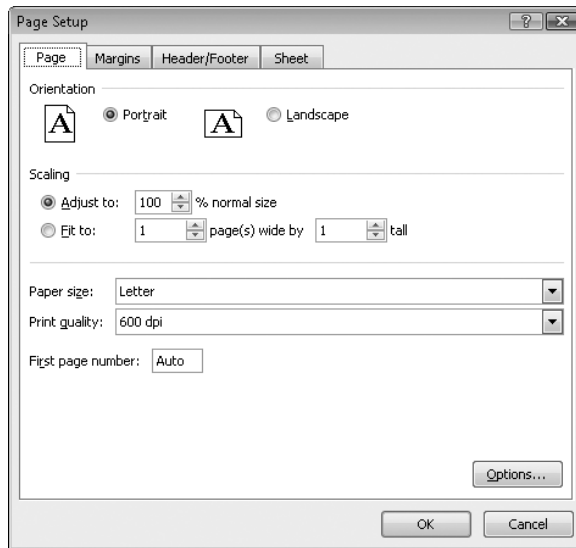 Page Setup
Page Margins Header/Footer Sheet
Orientation
A Portrait A Landscape
Scaling
Adjust to: 100 % normal size
Fit to: 1 page(s) wide by 1 tall
Paper size: Letter
Print quality: 600 dpi
First page number: Auto
Options...
OK Cancel